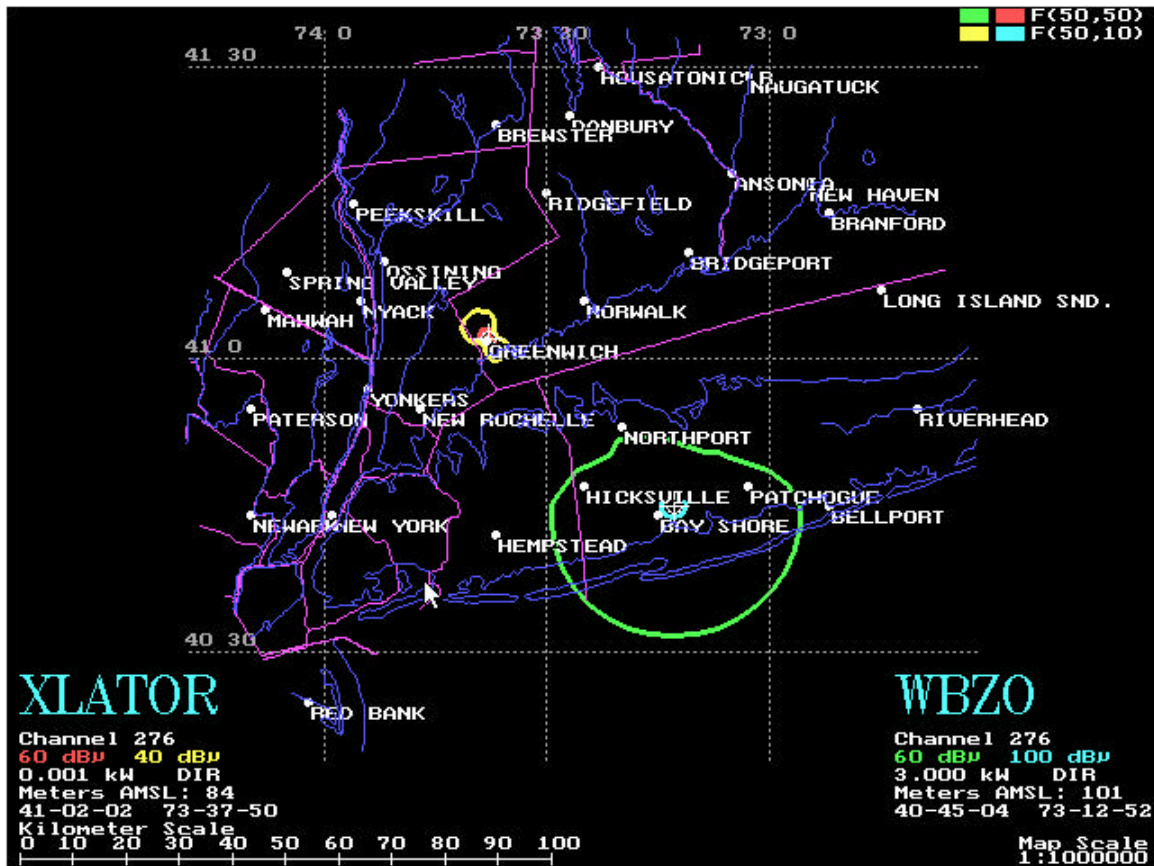 F(50,50)
F(50,10)
74 0
73 30
73 0
41 30
HOUSATONIC R
NAUGATUCK
DANBURY
BREWSTER
ANSONIA
NEW HAVEN
RIDGEFIELD
PEEKSKILL
BRANFORD
OSSINING
BRIDGEPORT
SPRING VALLEY
LONG ISLAND SND.
NYACK
NORWALK
MAHWAH
GREENWICH
41 0
YONKERS
PATERSON
NEW ROCHELLE
RIVERHEAD
NORTHPORT
HICKSVILLE
PATCHOGUE
NEWARK
NEW YORK
BAY SHORE
BELLPORT
HEMPSTEAD
40 30
RED BANK
XLATOR
Channel 276
60 dBµ 40 dBµ
0.001 kW DIR
Meters AMSL: 84
41-02-02 73-37-50
Kilometer Scale
0 10 20 30 40 50 60 70 80 90 100
WBZO
Channel 276
60 dBµ 100 dBµ
3.000 kW DIR
Meters AMSL: 101
40-45-04 73-12-52
Map Scale
1:1000000